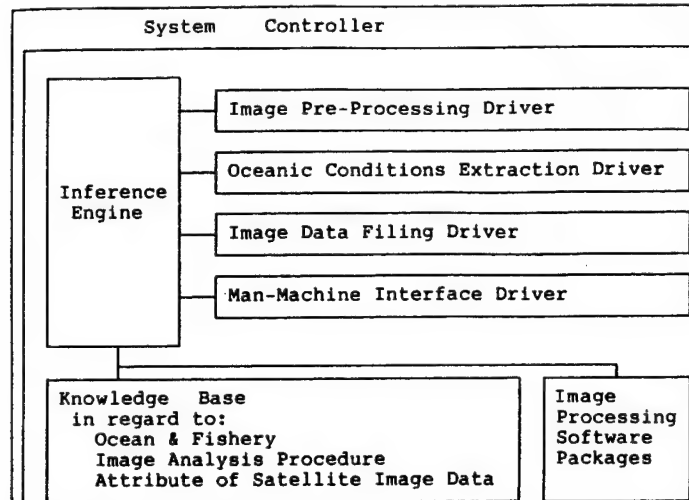 System Controller
Image Pre-Processing Driver
Oceanic Conditions Extraction Driver
Inference
Engine
Image Data Filing Driver
Man-Machine Interface Driver
Knowledge Base
in regard to:
Ocean & Fishery
Image Analysis Procedure
Attribute of Satellite Image Data
Image
Processing
Software
Packages